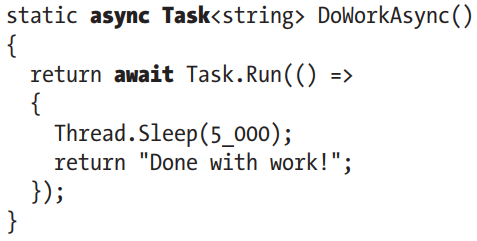 static async Task<string> DoWorkAsync()
{
  return await Task.Run(() =>
  {
    Thread.Sleep(5_000);
    return "Done with work!";
  });
}